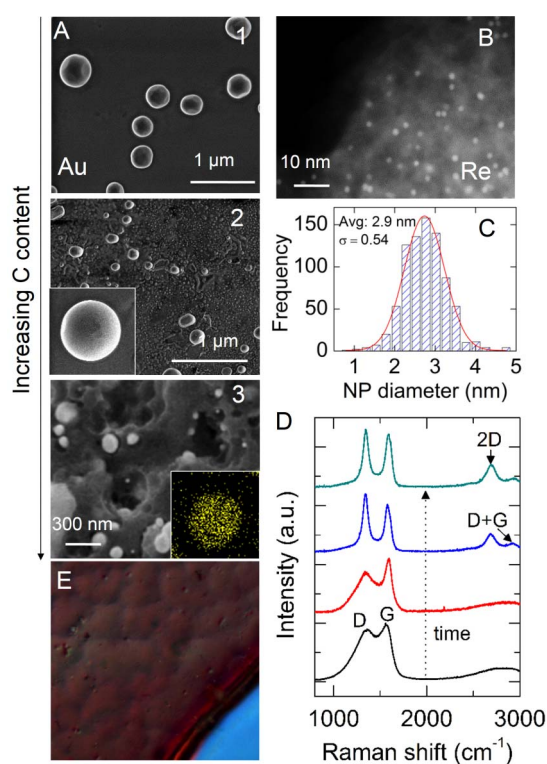 Increasing C content
A
1
Au
1 µm
2
1 µm
3
300 nm
E
B
10 nm
Re
Avg: 2.9 nm
σ = 0.54
C
Frequency
150
100
50
0
1 2 3 4 5
NP diameter (nm)
D
2D
D+G
Intensity (a.u.)
time
D G
1000 2000 3000
Raman shift (cm⁻¹)